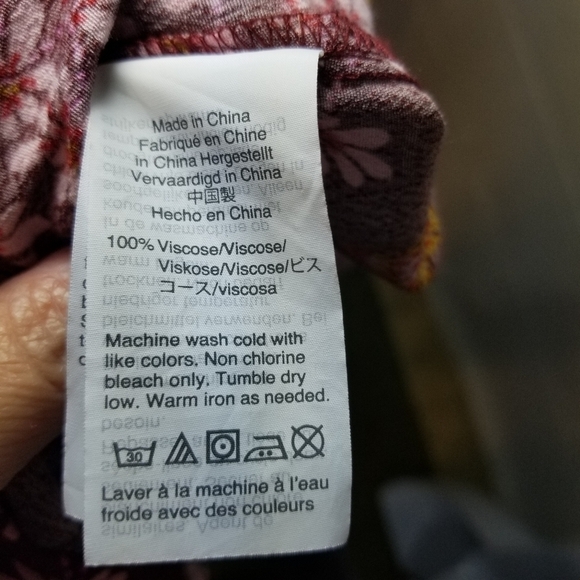 Made in China
Fabriqué en Chine
in China Hergestellt
Vervaardigd in China
中国製
Hecho en China
100% Viscose/Viscose/
Viskose/Viscose/ビス
コース/viscosa
Machine wash cold with
like colors. Non chlorine
bleach only. Tumble dry
low. Warm iron as needed.
30
Laver à la machine à l'eau
froide avec des couleurs